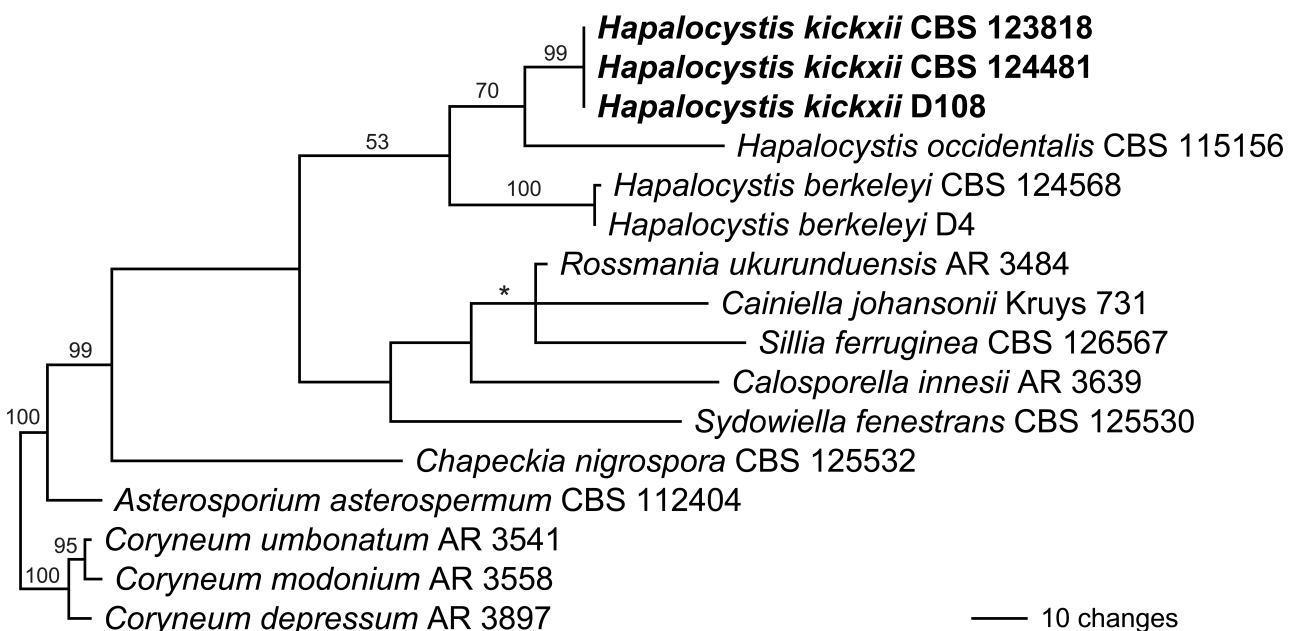 Hapalocystis kickxii CBS 123818
99
Hapalocystis kickxii CBS 124481
70
Hapalocystis kickxii D108
53
Hapalocystis occidentalis CBS 115156
100
Hapalocystis berkeleyi CBS 124568
Hapalocystis berkeleyi D4
Rossmania ukurunduensis AR 3484
*
Cainiella johansonii Kruys 731
Sillia ferruginea CBS 126567
99
Calosporella innesii AR 3639
100
Sydowiella fenestrans CBS 125530
Chapeckia nigrospora CBS 125532
Asterosporium asterospermum CBS 112404
95
Coryneum umbonatum AR 3541
100
Coryneum modonium AR 3558
Coryneum depressum AR 3897
10 changes